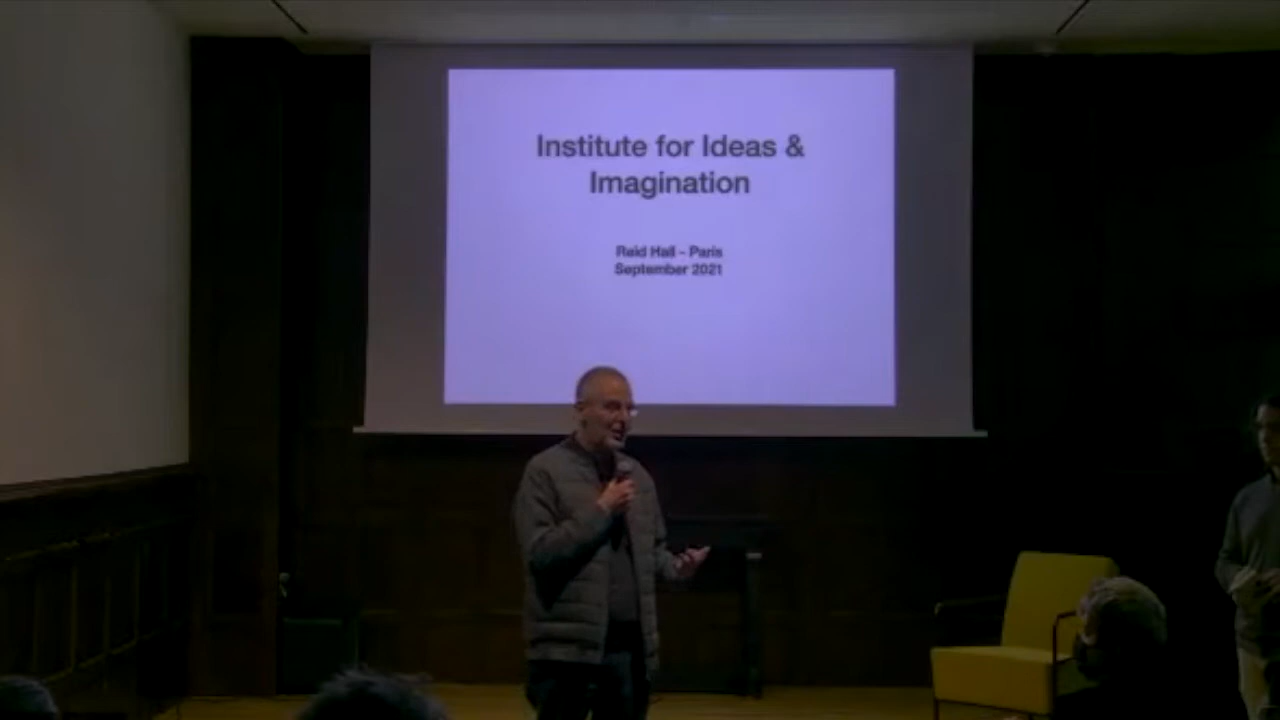 Institute for Ideas &
Imagination
Reid Hall - Paris
September 2021